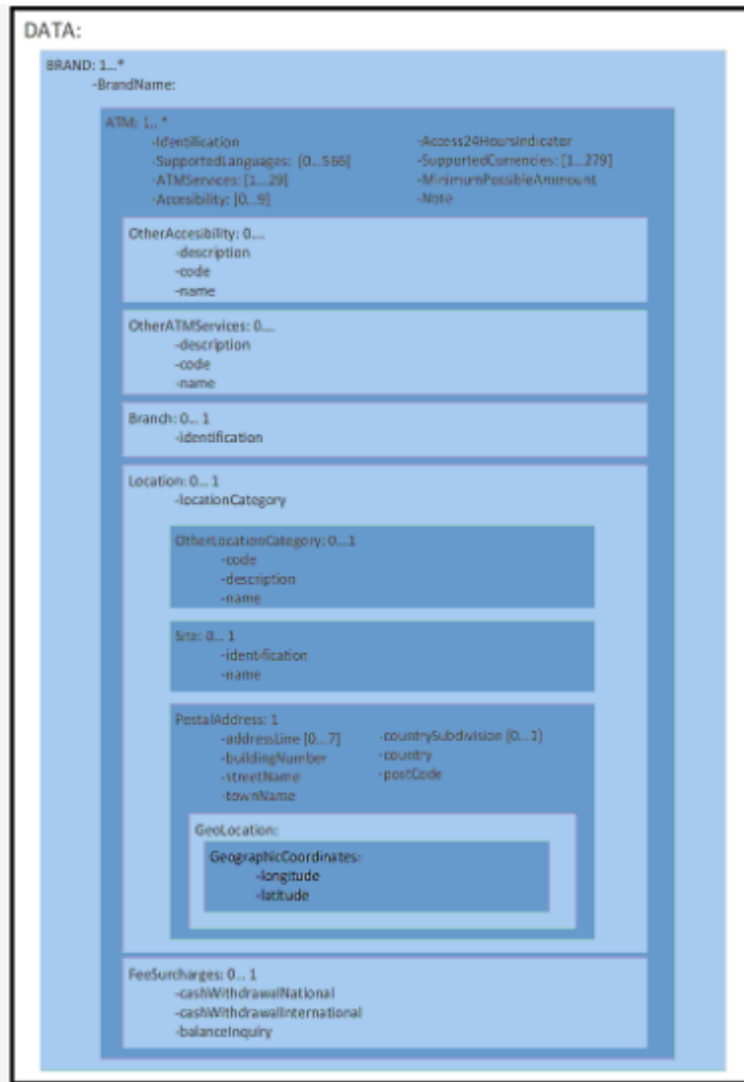 DATA:
BRAND: 1...*
-BrandName:
ATM: 1...*
-Identification
-SupportedLanguages: [0...566]
-ATMServices: [1...29]
-Accesibility: [0...9]
-Access24HoursIndicator
-SupportedCurrencies: [1...279]
-MinimumPossibleAmmount
-Note
OtherAccesibility: 0....
-description
-code
-name
OtherATMServices: 0....
-description
-code
-name
Branch: 0... 1
-identification
Location: 0... 1
-locationCategory
OtherLocationCategory: 0...1
-code
-description
-name
Site: 0... 1
-identification
-name
PostalAddress: 1
-addressLine [0...7]
-buildingNumber
-streetName
-townName
-countrySubdivision [0...1]
-country
-postCode
GeoLocation:
GeographicCoordinates:
-longitude
-latitude
FeeSurcharges: 0... 1
-cashWithdrawalNational
-cashWithdrawalInternational
-balanceInquiry